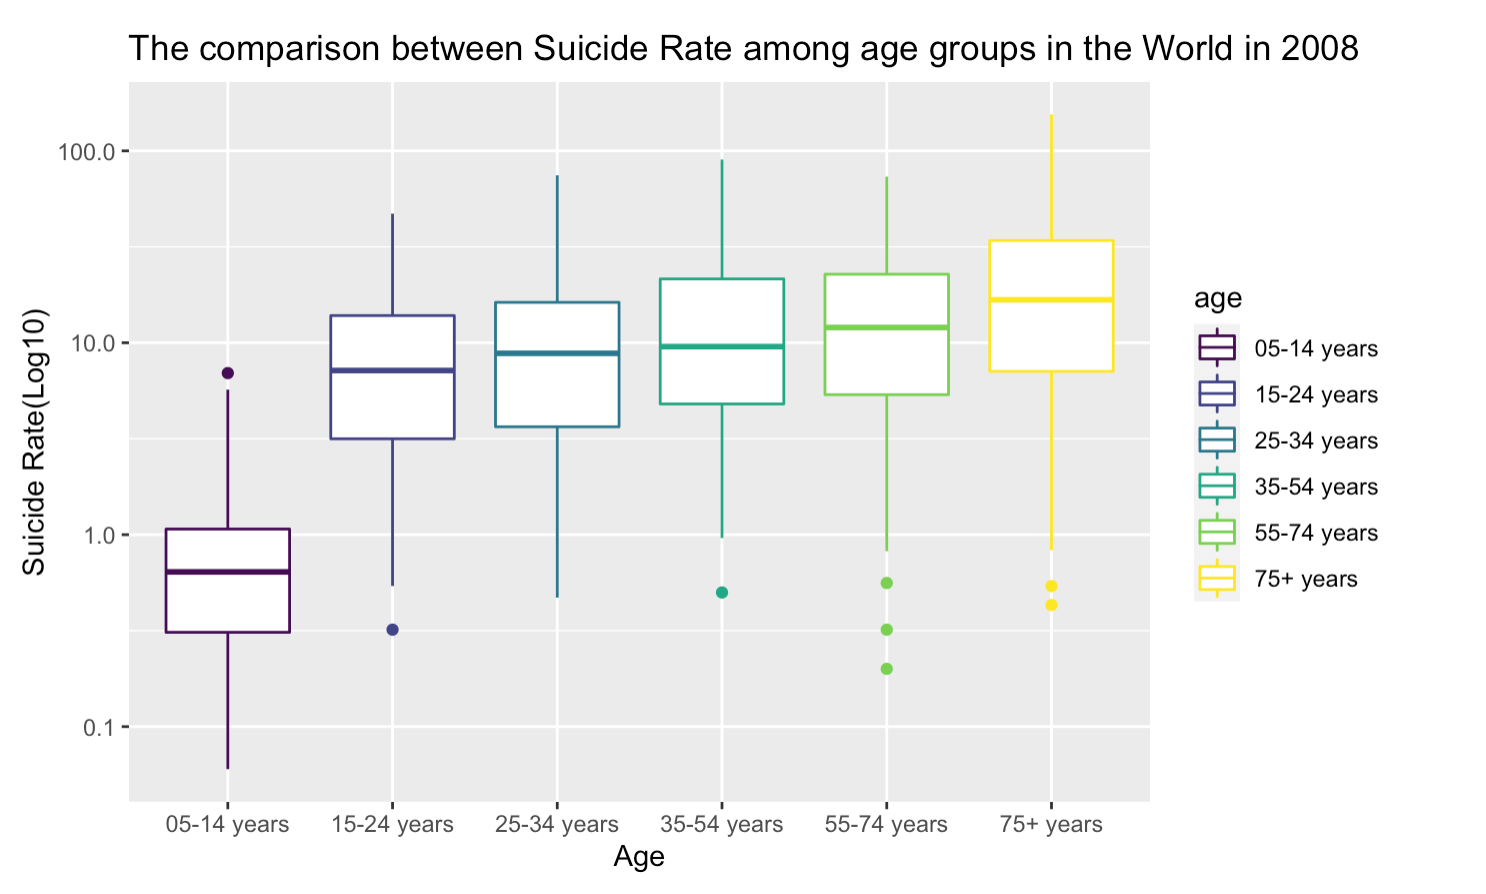 The comparison between Suicide Rate among age groups in the World in 2008
Suicide Rate(Log10)
100.0
10.0
1.0
0.1
05-14 years
15-24 years
25-34 years
35-54 years
55-74 years
75+ years
Age
age
05-14 years
15-24 years
25-34 years
35-54 years
55-74 years
75+ years